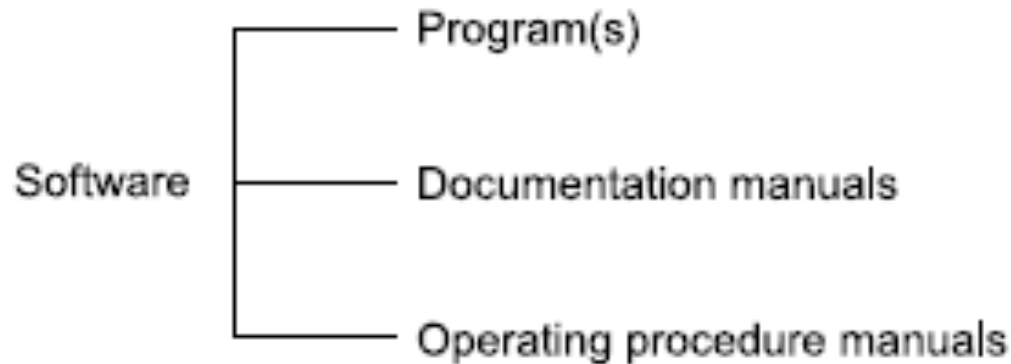 Program(s)
Software
Documentation manuals
Operating procedure manuals